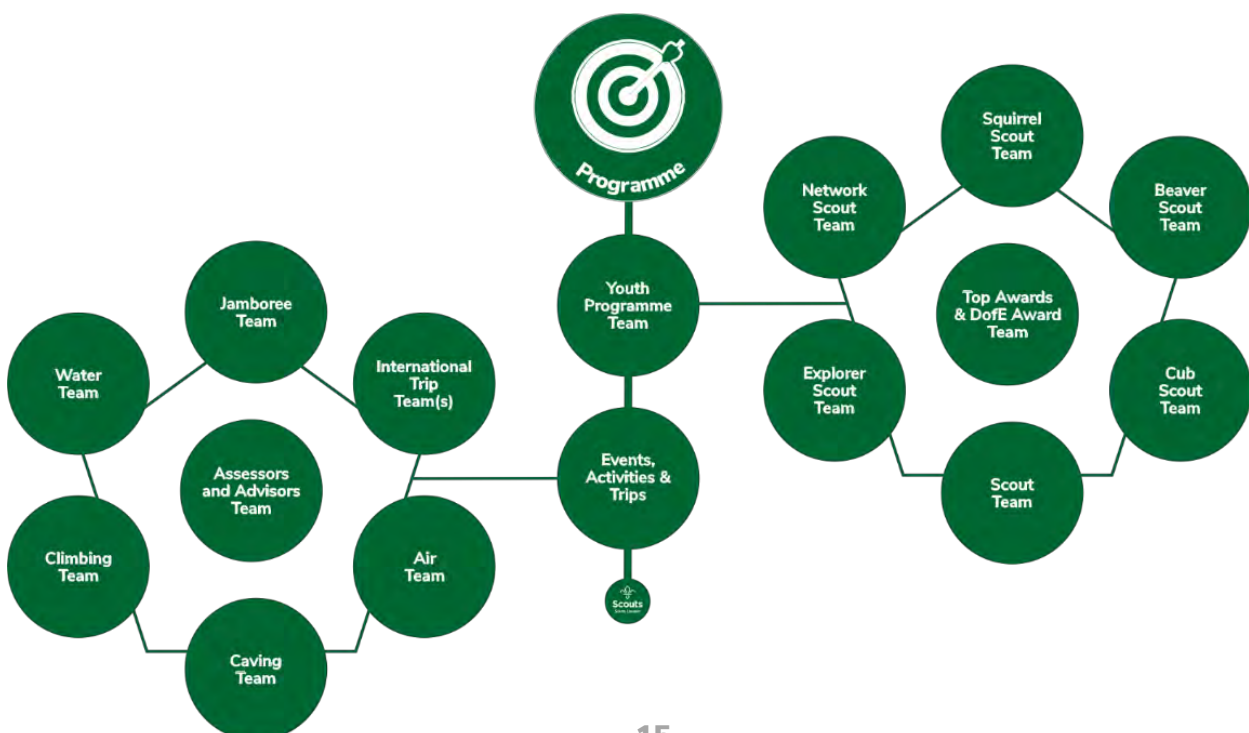 Programme
Squirrel
Scout
Team
Network
Scout
Team
Beaver
Scout
Team
Youth
Programme
Team
Top Awards
& DofE Award
Team
Jamboree
Team
Water
Team
International
Trip
Team(s)
Explorer
Scout
Team
Cub
Scout
Team
Events,
Activities &
Trips
Assessors
and Advisors
Team
Scout
Team
Climbing
Team
Air
Team
Scouts
Caving
Team